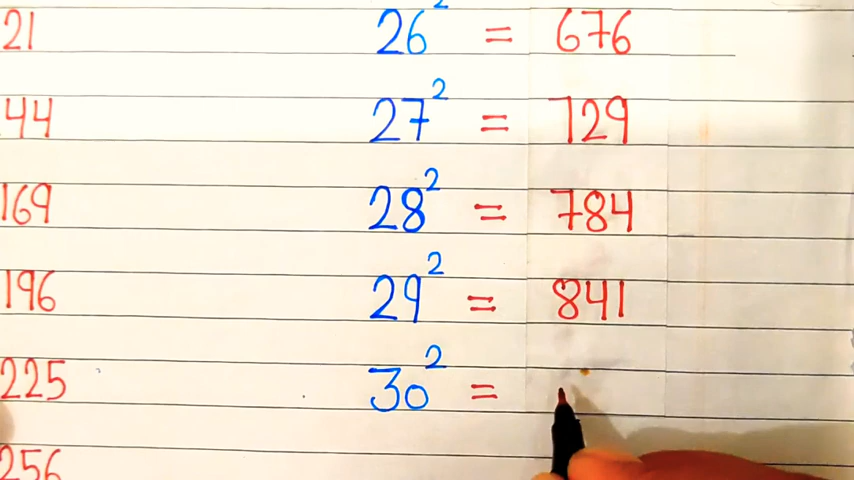 21 26² = 676
44 27² = 729
169 28² = 784
196 29² = 841
225 30² =
256